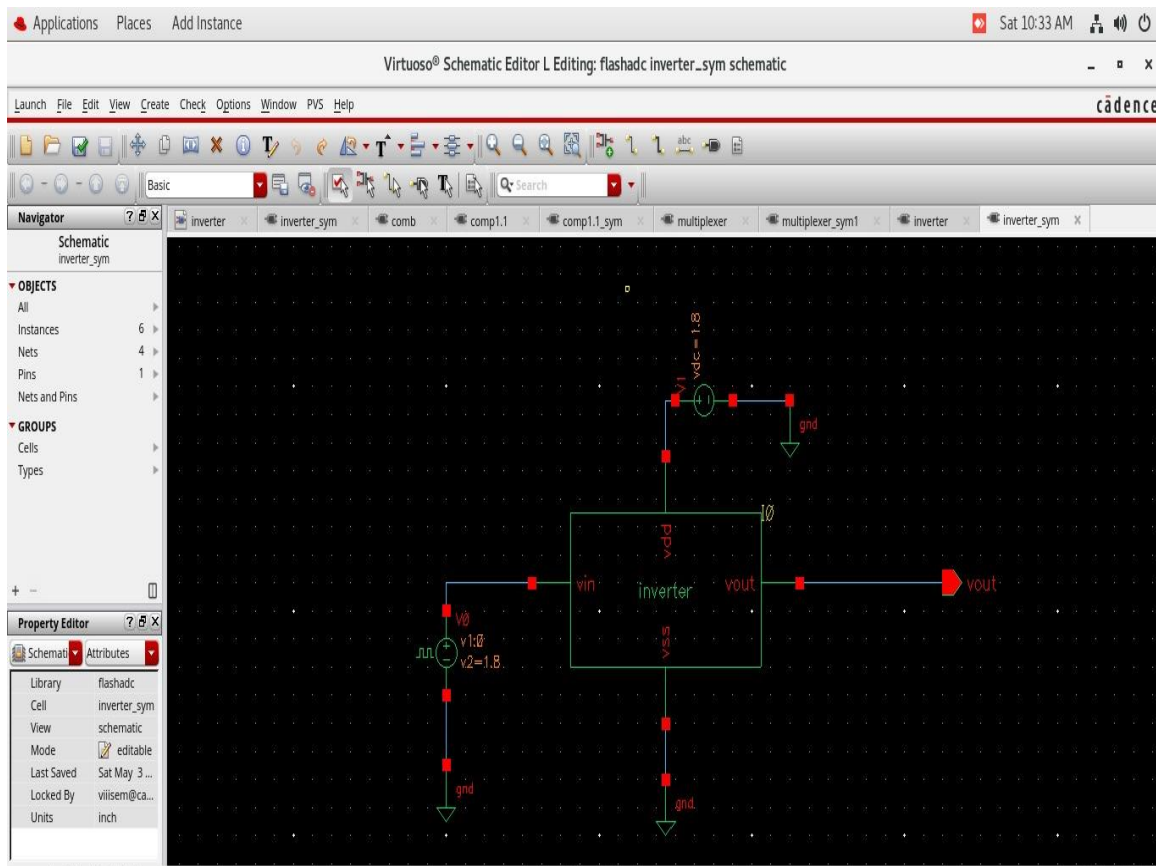 Applications Places Add Instance Sat 10:33 AM
Virtuoso® Schematic Editor L Editing: flashadc inverter_sym schematic
Launch File Edit View Create Check Options Window PVS Help cādence
Basic Search
Navigator ? X
inverter inverter_sym comb comp1.1 comp1.1_sym multiplexer multiplexer_sym1 inverter inverter_sym
Schematic
inverter_sym
OBJECTS
All
Instances 6
Nets 4
Pins 1
Nets and Pins
GROUPS
Cells
Types
vdc=1.8
V1
gnd
I0
vdd
vin
inverter
vout
vss
vout
V0
v1:0
v2=1.8
gnd
gnd
Property Editor ? X
Schemati Attributes
Library flashadc
Cell inverter_sym
View schematic
Mode editable
Last Saved Sat May 3 ...
Locked By viiisem@ca...
Units inch